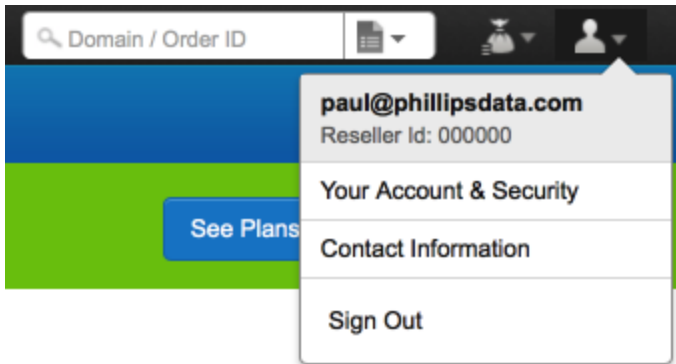 Domain / Order ID
paul@phillipsdata.com
Reseller Id: 000000
Your Account & Security
See Plans
Contact Information
Sign Out